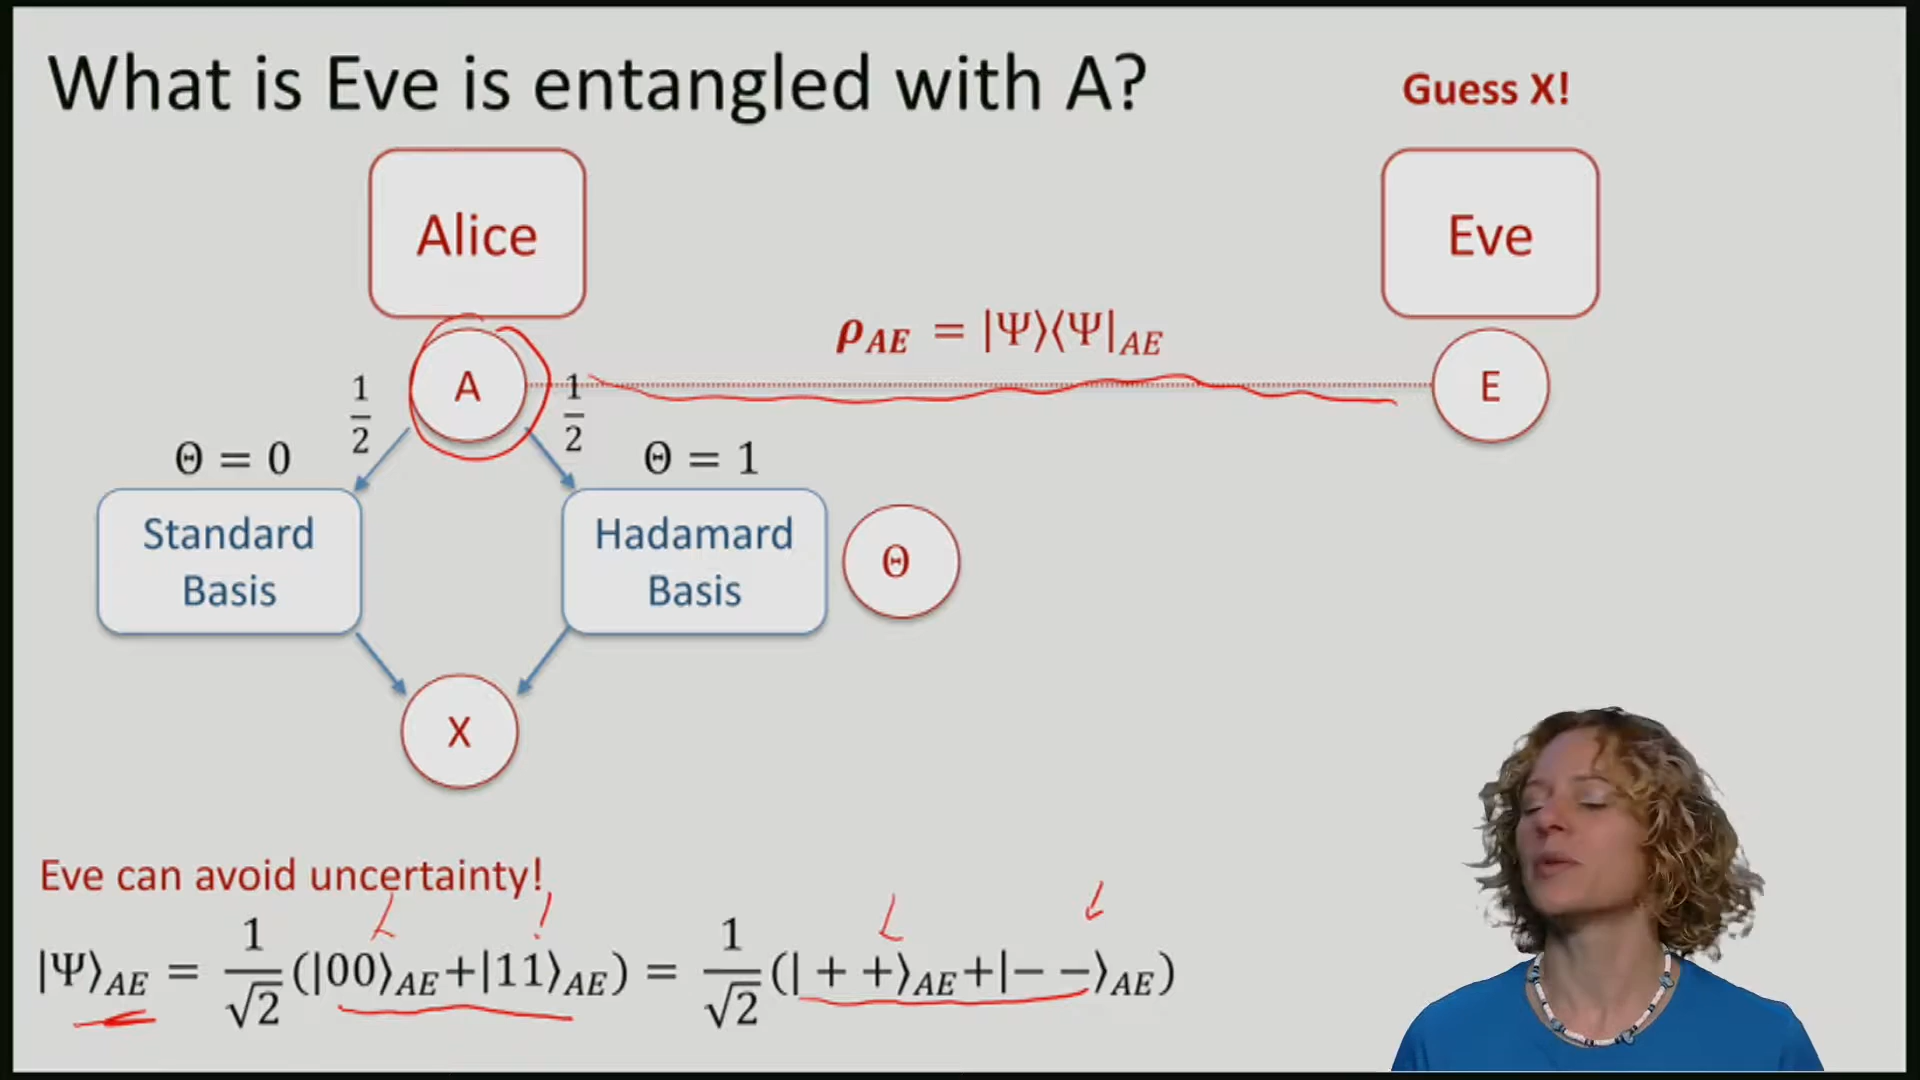 What is Eve is entangled with A?
Guess X!
Alice
Eve
ρ_AE = |Ψ⟩⟨Ψ|_AE
A
E
1/2
1/2
Θ = 0
Θ = 1
Standard
Basis
Hadamard
Basis
Θ
X
Eve can avoid uncertainty!
|Ψ⟩_AE = 1/√2 (|00⟩_AE+|11⟩_AE) = 1/√2 (| + +⟩_AE+|− −⟩_AE)